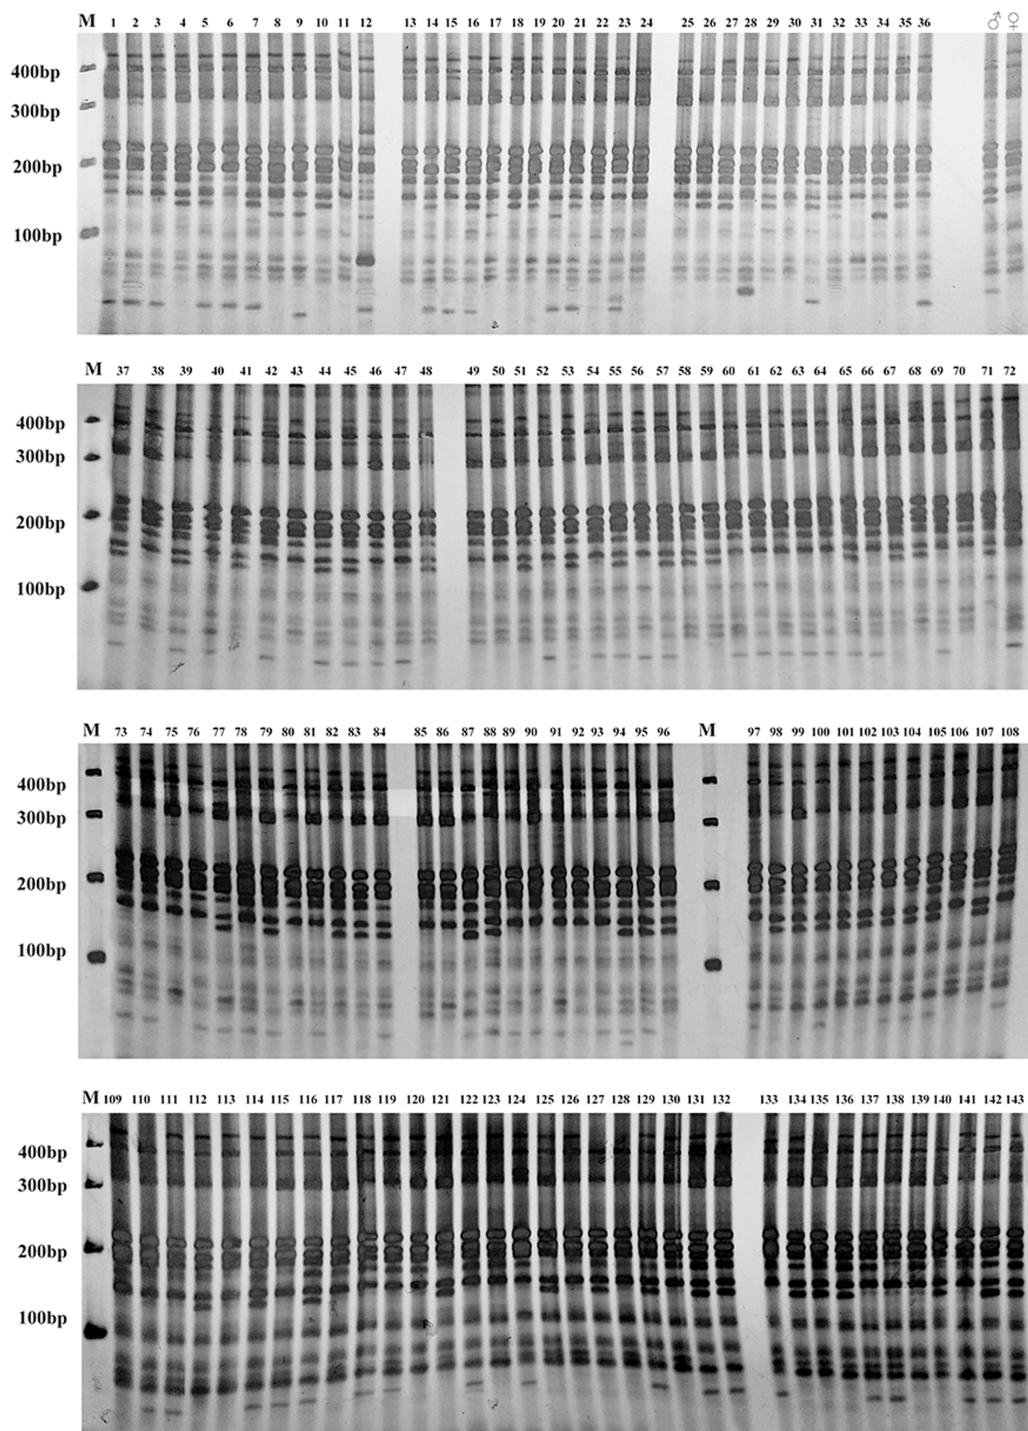 M 1 2 3 4 5 6 7 8 9 10 11 12 13 14 15 16 17 18 19 20 21 22 23 24 25 26 27 28 29 30 31 32 33 34 35 36 ♂ ♀
400bp
300bp
200bp
100bp
M 37 38 39 40 41 42 43 44 45 46 47 48 49 50 51 52 53 54 55 56 57 58 59 60 61 62 63 64 65 66 67 68 69 70 71 72
400bp
300bp
200bp
100bp
M 73 74 75 76 77 78 79 80 81 82 83 84 85 86 87 88 89 90 91 92 93 94 95 96 M 97 98 99 100 101 102 103 104 105 106 107 108
400bp
300bp
200bp
100bp
M 109 110 111 112 113 114 115 116 117 118 119 120 121 122 123 124 125 126 127 128 129 130 131 132 133 134 135 136 137 138 139 140 141 142 143
400bp
300bp
200bp
100bp